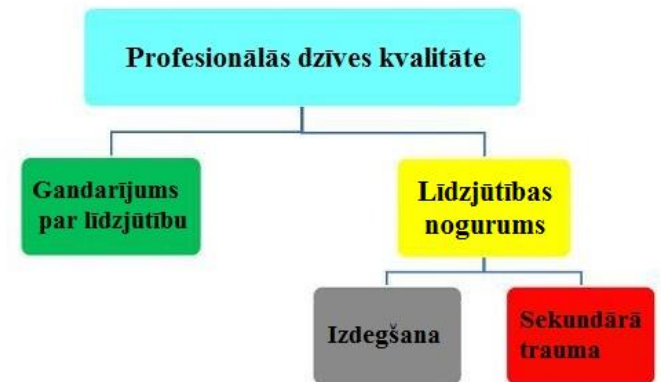 Profesionālās dzīves kvalitāte
Gandarījums
par līdzjūtību
Līdzjūtības
nogurums
Izdegšana
Sekundārā
trauma